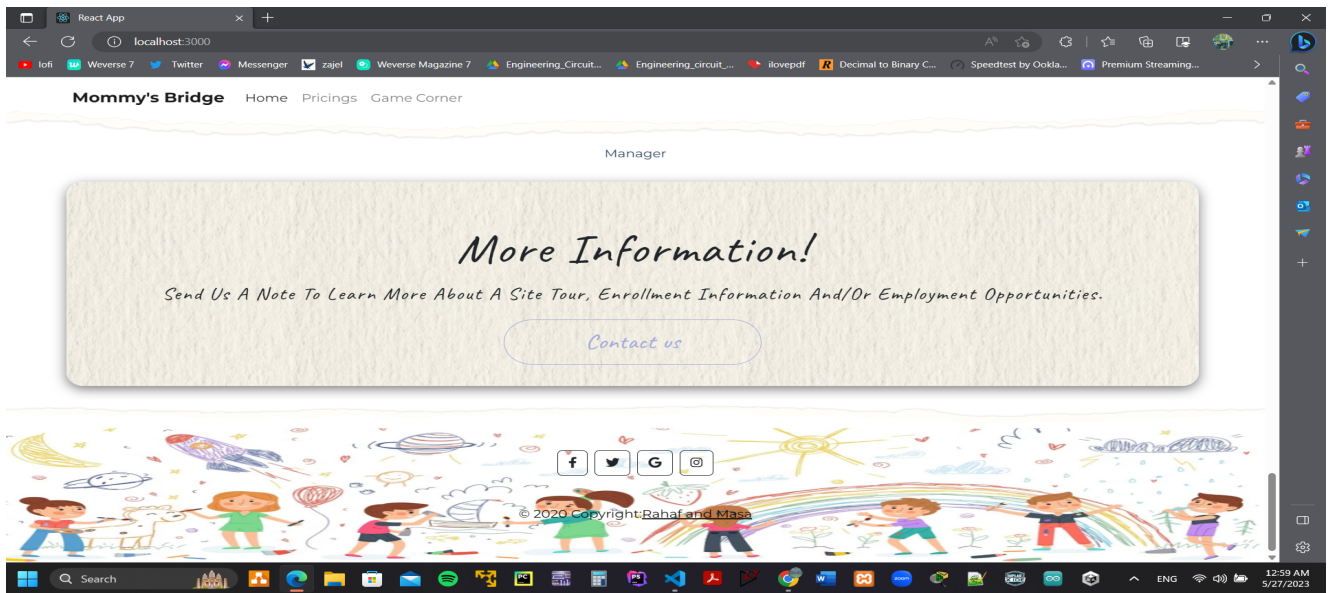 React App
localhost:3000
lofi Weverse 7 Twitter Messenger zajel Weverse Magazine 7 Engineering_Circuit... Engineering_circuit_... ilovepdf Decimal to Binary C... Speedtest by Ookla... Premium Streaming...
Mommy's Bridge Home Pricings Game Corner
Manager
More Information!
Send Us A Note To Learn More About A Site Tour, Enrollment Information And/Or Employment Opportunities.
Contact us
© 2020 Copyright:Rahaf and Masa
Search
ENG
12:59 AM
5/27/2023